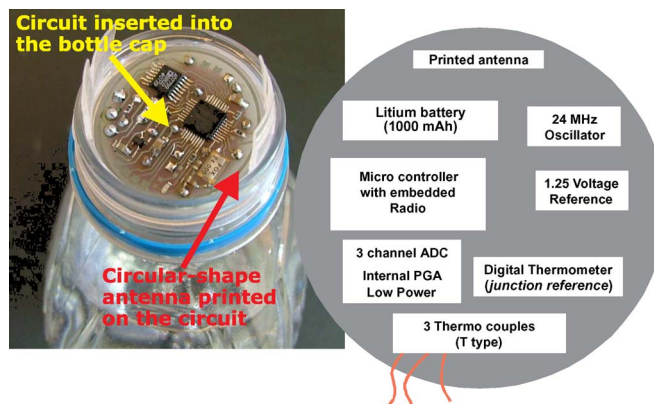 Circuit inserted into
the bottle cap
Circular-shape
antenna printed
on the circuit
Printed antenna
Litium battery
(1000 mAh)
24 MHz
Oscillator
Micro controller
with embedded
Radio
1.25 Voltage
Reference
3 channel ADC
Internal PGA
Low Power
Digital Thermometer
(junction reference)
3 Thermo couples
(T type)